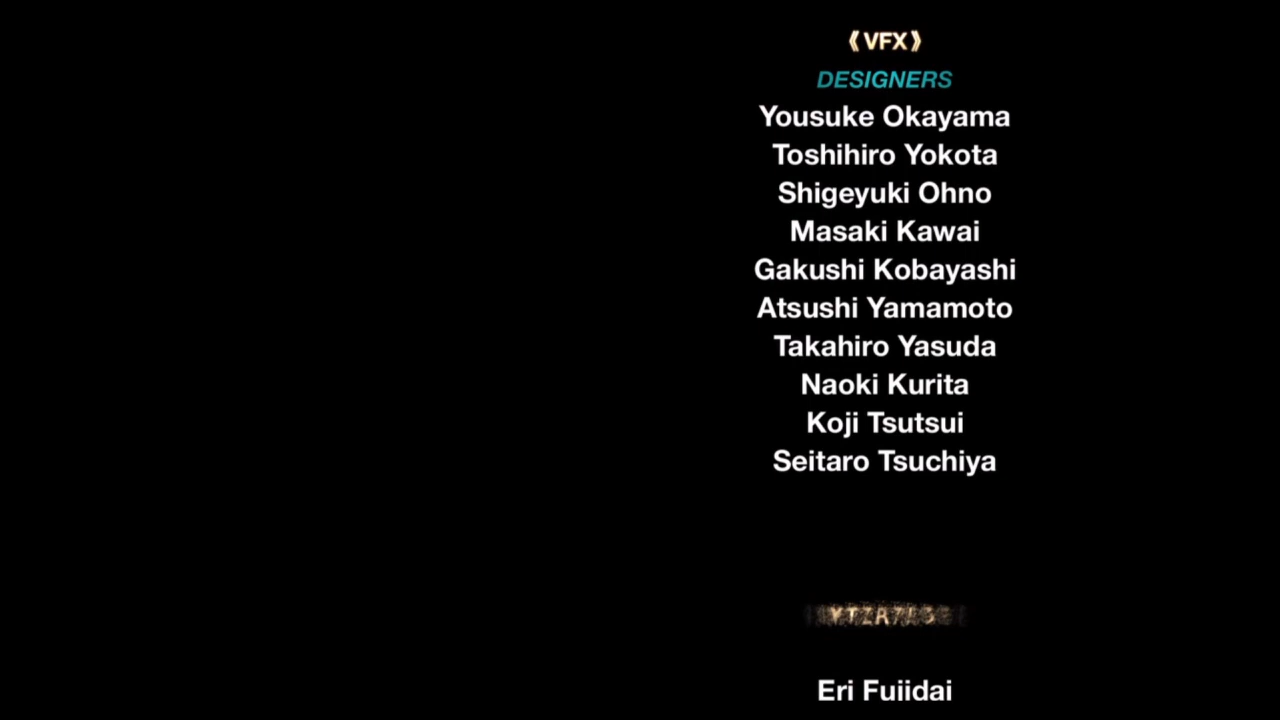 《VFX》
DESIGNERS
Yousuke Okayama
Toshihiro Yokota
Shigeyuki Ohno
Masaki Kawai
Gakushi Kobayashi
Atsushi Yamamoto
Takahiro Yasuda
Naoki Kurita
Koji Tsutsui
Seitaro Tsuchiya
Eri Fujidai